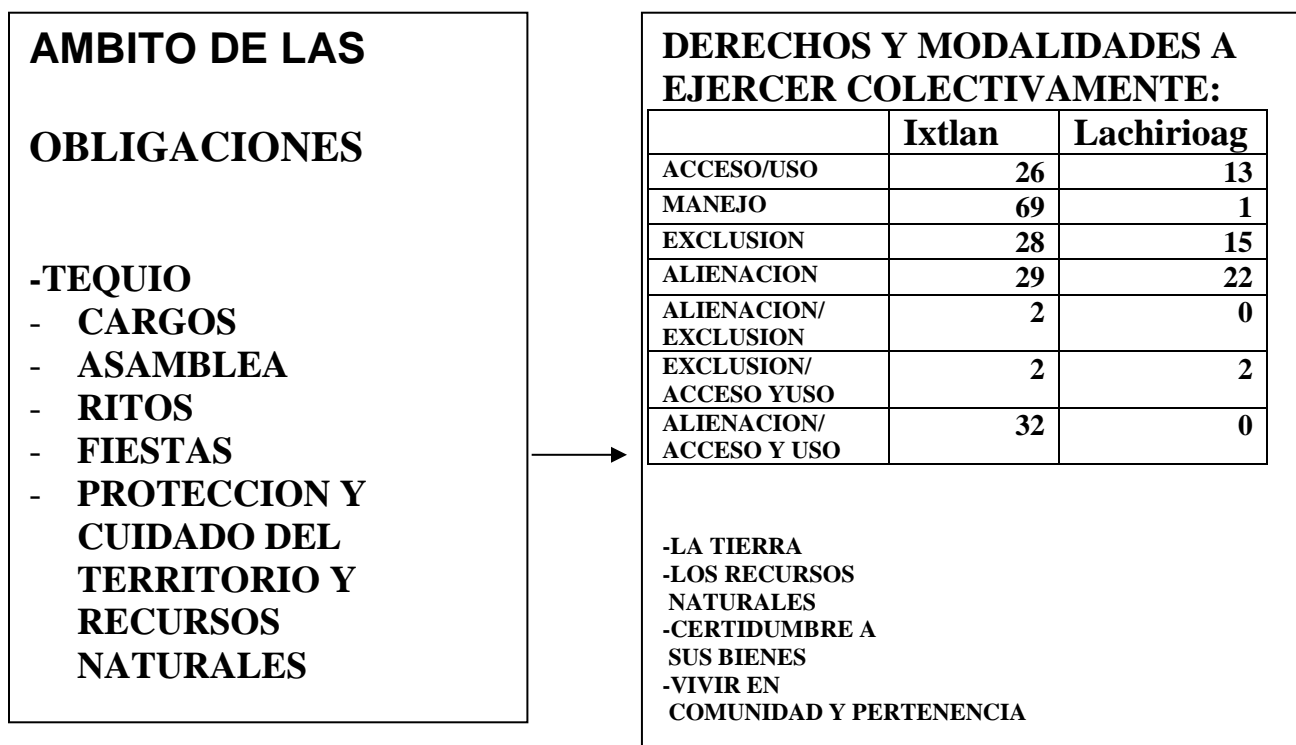 AMBITO DE LAS
OBLIGACIONES
-TEQUIO
- CARGOS
- ASAMBLEA
- RITOS
- FIESTAS
- PROTECCION Y
CUIDADO DEL
TERRITORIO Y
RECURSOS
NATURALES
DERECHOS Y MODALIDADES A
EJERCER COLECTIVAMENTE:
Ixtlan Lachirioag
ACCESO/USO 26 13
MANEJO 69 1
EXCLUSION 28 15
ALIENACION 29 22
ALIENACION/ 2 0
EXCLUSION
EXCLUSION/ 2 2
ACCESO YUSO
ALIENACION/ 32 0
ACCESO Y USO
-LA TIERRA
-LOS RECURSOS
NATURALES
-CERTIDUMBRE A
SUS BIENES
-VIVIR EN
COMUNIDAD Y PERTENENCIA